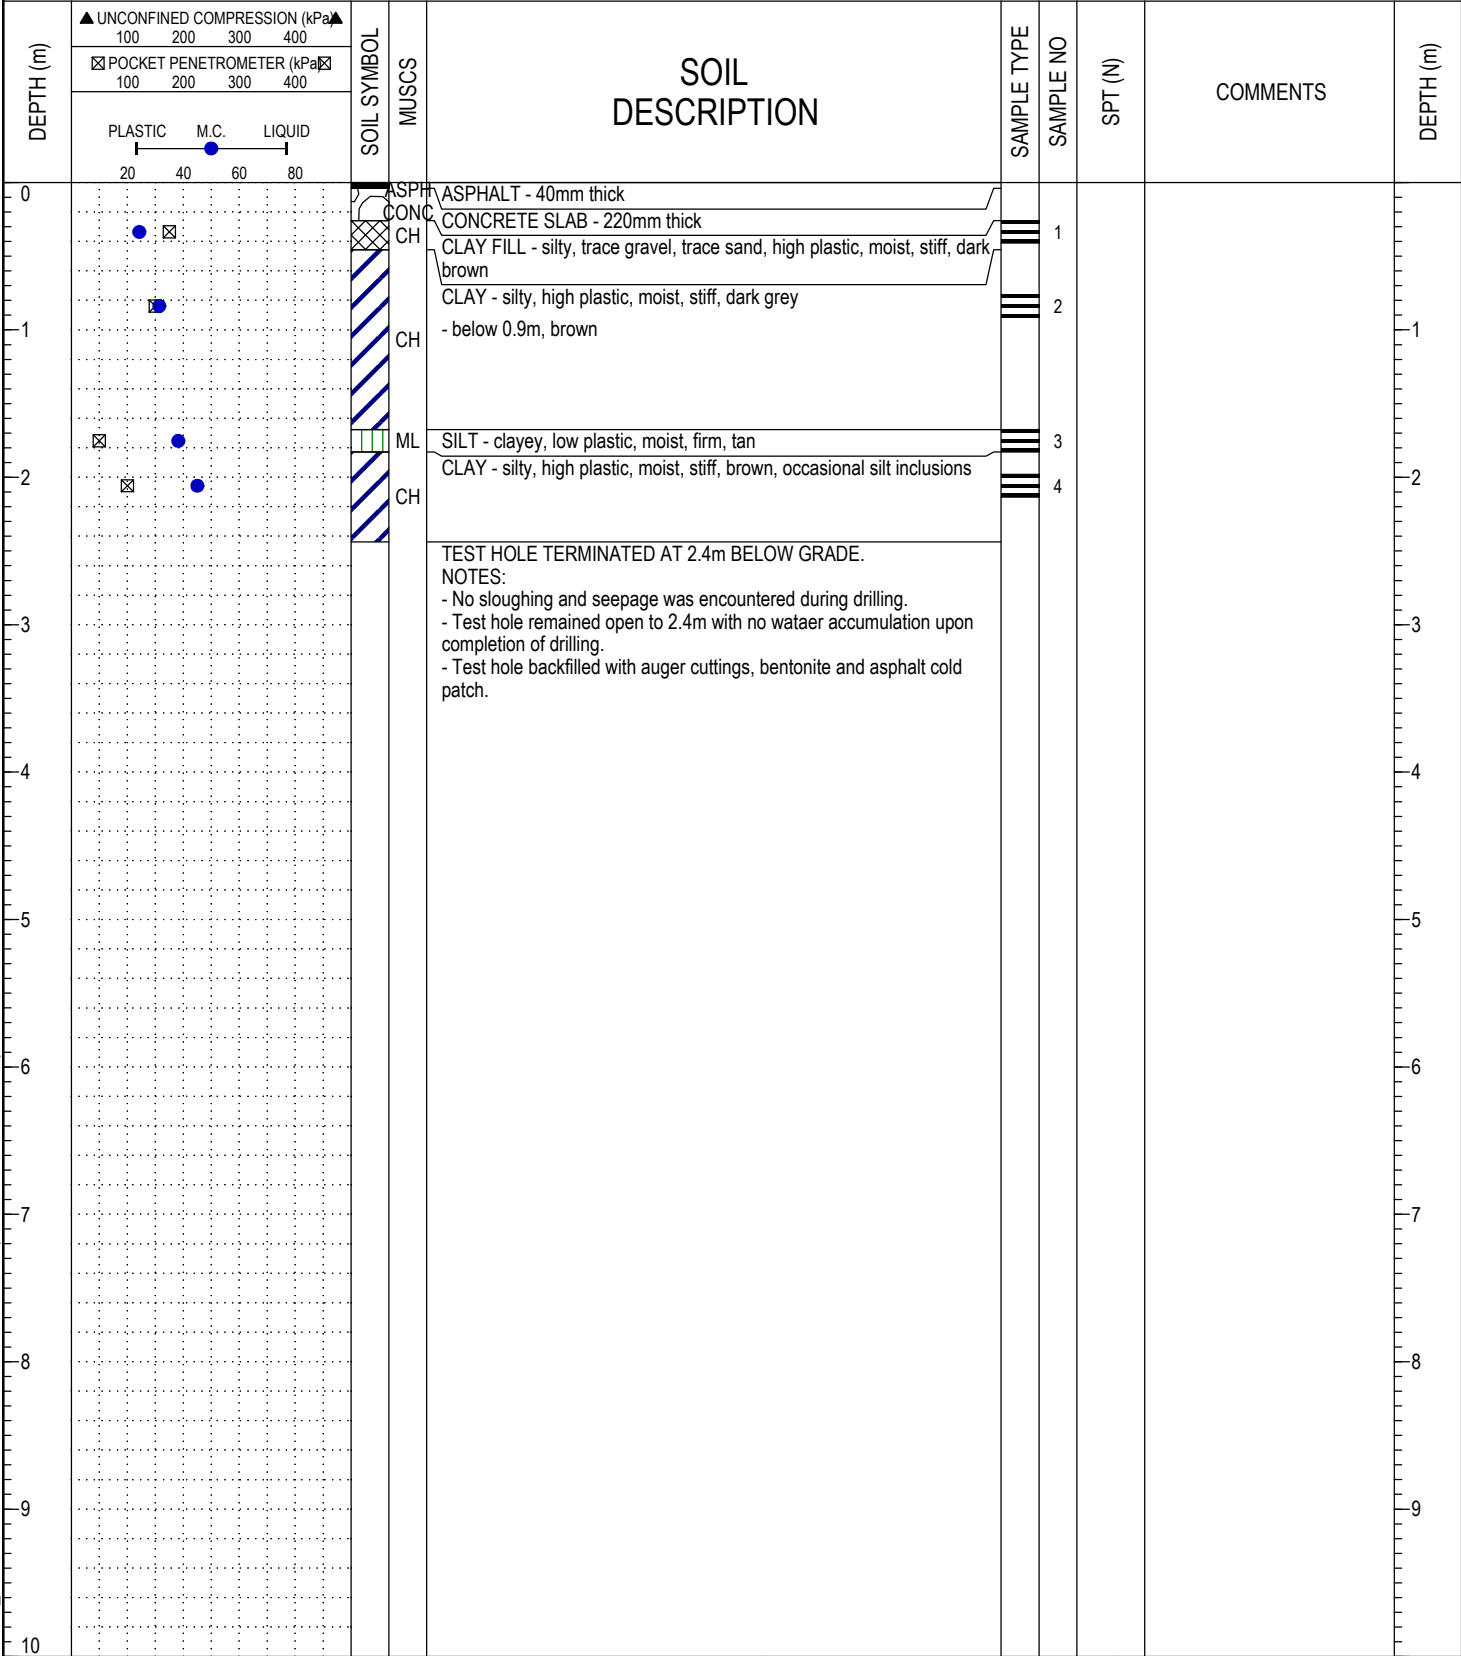 DEPTH (m)
UNCONFINED COMPRESSION (kPa)
100 200 300 400
POCKET PENETROMETER (kPa)
100 200 300 400
PLASTIC M.C. LIQUID
20 40 60 80
SOIL SYMBOL
MUSCS
SOIL
DESCRIPTION
SAMPLE TYPE
SAMPLE NO
SPT (N)
COMMENTS
DEPTH (m)
0
ASPH
ASPHALT - 40mm thick
CONC
CONCRETE SLAB - 220mm thick
CH
CLAY FILL - silty, trace gravel, trace sand, high plastic, moist, stiff, dark
brown
1
CLAY - silty, high plastic, moist, stiff, dark grey
2
- below 0.9m, brown
1
CH
1
ML
SILT - clayey, low plastic, moist, firm, tan
3
CLAY - silty, high plastic, moist, stiff, brown, occasional silt inclusions
2
CH
4
2
TEST HOLE TERMINATED AT 2.4m BELOW GRADE.
NOTES:
- No sloughing and seepage was encountered during drilling.
- Test hole remained open to 2.4m with no wataer accumulation upon
completion of drilling.
- Test hole backfilled with auger cuttings, bentonite and asphalt cold
patch.
3 3
4 4
5 5
6 6
7 7
8 8
9 9
10